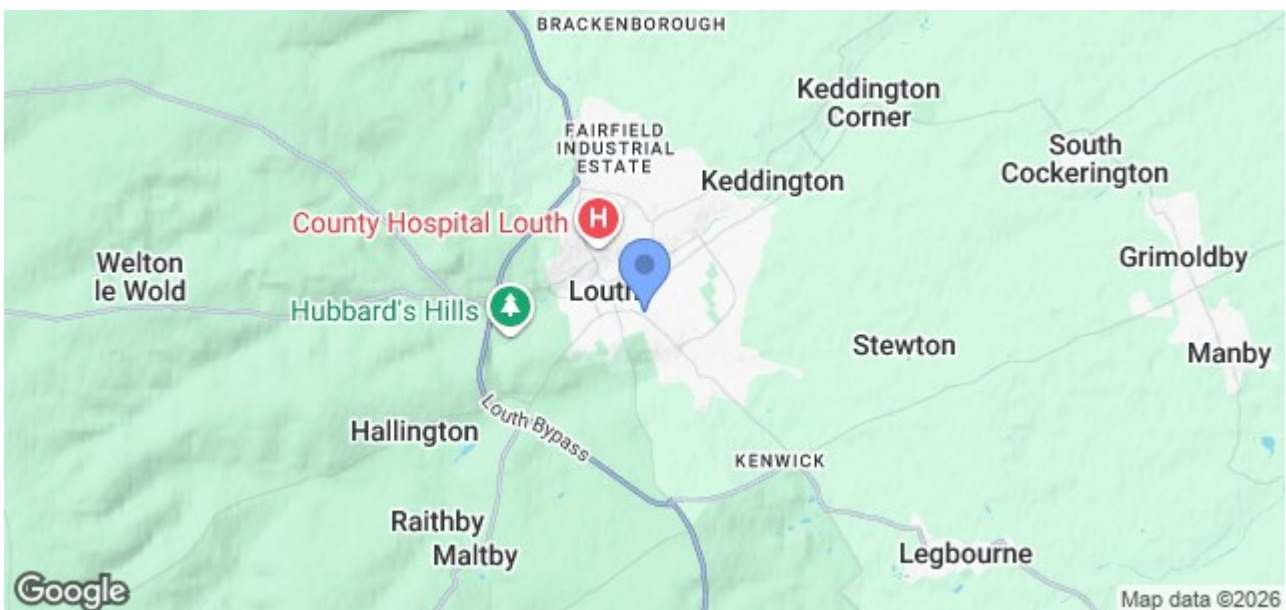 BRACKENBOROUGH
Keddington
Corner
FAIRFIELD
INDUSTRIAL
ESTATE
South
Cockerington
Keddington
County Hospital Louth
H
Grimoldby
Welton
le Wold
Louth
Hubbard's Hills
Stewton
Manby
Louth Bypass
Hallington
KENWICK
Raithby
Maltby
Legbourne
Google
Map data ©2026